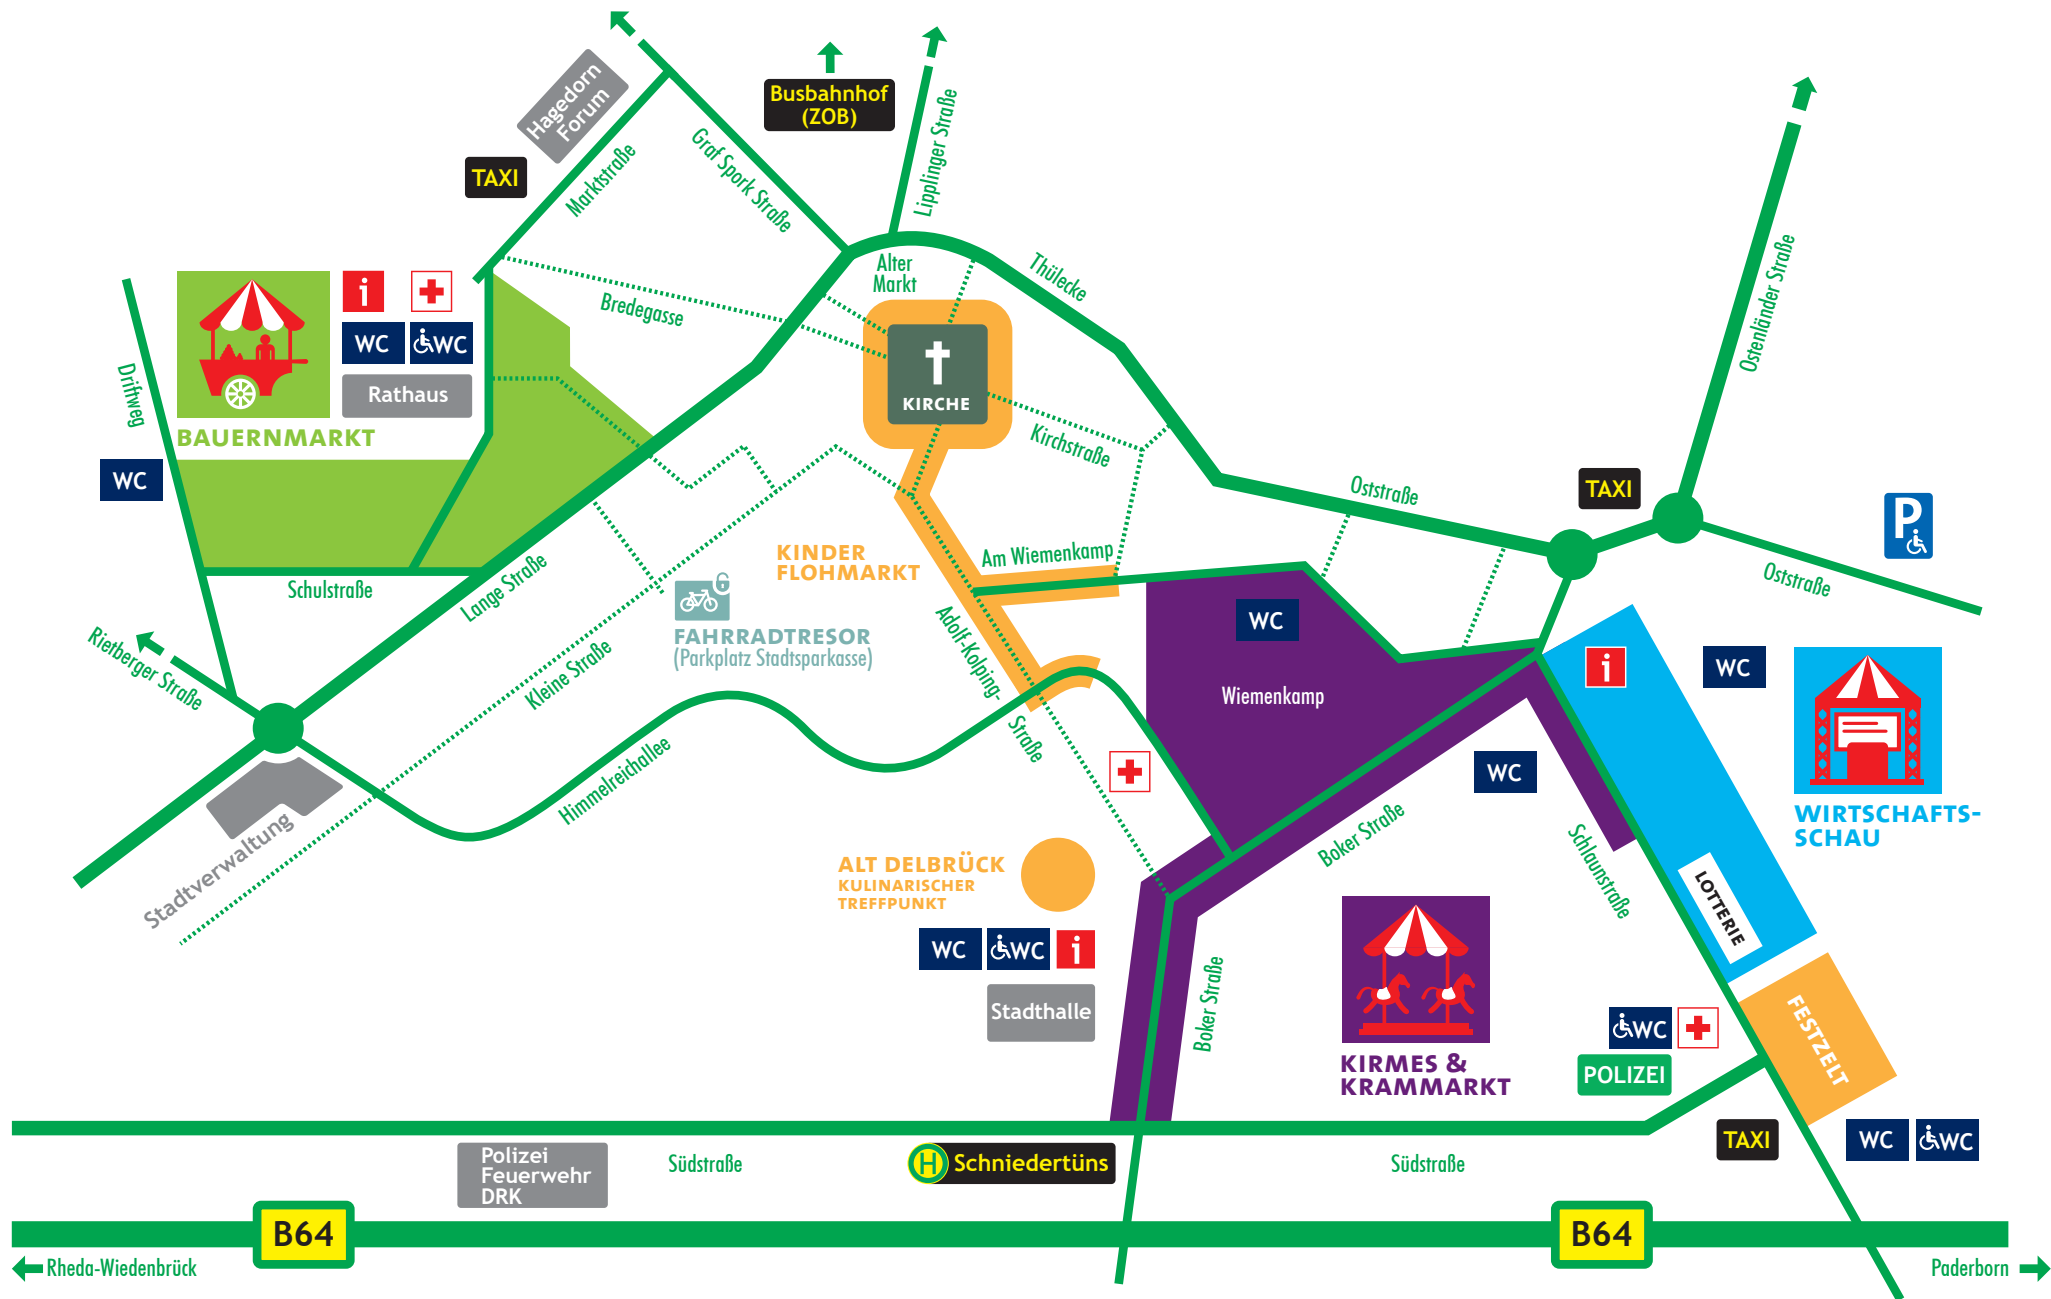 Hagedorn
Forum
TAXI
Marktstraße
Graf Spork Straße
Busbahnhof
(ZOB)
Lipplinger Straße
Alter
Markt
Thülecke
Ostenländer Straße
Bredegasse
i
WC
WC
Rathaus
BAUERNMARKT
Driftweg
WC
KIRCHE
Kirchstraße
Oststraße
TAXI
P
Oststraße
Schulstraße
Lange Straße
KINDER
FLOHMARKT
Am Wiemenkamp
FAHRRADTRESOR
(Parkplatz Stadtsparkasse)
Adolf-Kolping-
Straße
WC
Wiemenkamp
i
WC
Rietberger Straße
Kleine Straße
Himmelreichallee
Stadtverwaltung
WC
WIRTSCHAFTS-
SCHAU
Boker Straße
Schlaunstraße
LOTTERIE
ALT DELBRÜCK
KULINARISCHER
TREFFPUNKT
WC
WC
i
Stadthalle
Boker Straße
KIRMES &
KRAMMARKT
WC
POLIZEI
FESTZELT
TAXI
WC
WC
Polizei
Feuerwehr
DRK
Südstraße
H
Schniedertüns
Südstraße
B64
B64
Rheda-Wiedenbrück
Paderborn